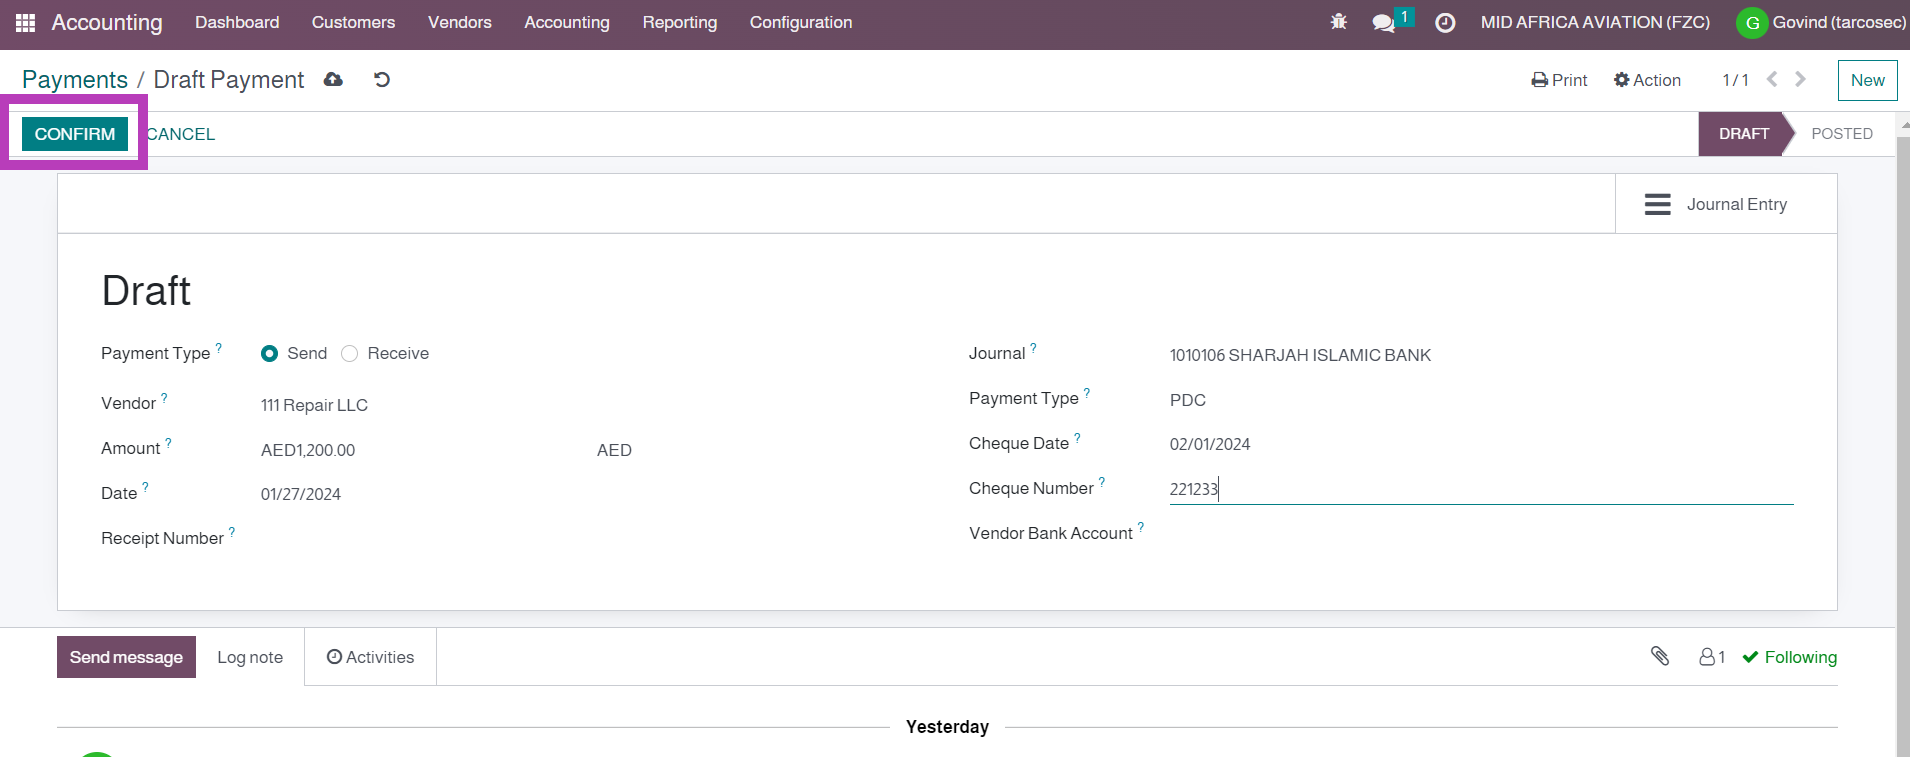 Accounting Dashboard Customers Vendors Accounting Reporting Configuration 1 MID AFRICA AVIATION (FZC) G Govind (tarcosec)
Payments / Draft Payment Print Action 1 / 1 New
CONFIRM CANCEL DRAFT POSTED
Journal Entry
Draft
Payment Type ? Send Receive
Vendor ? 111 Repair LLC
Amount ? AED1,200.00 AED
Date ? 01/27/2024
Receipt Number ?
Journal ? 1010106 SHARJAH ISLAMIC BANK
Payment Type ? PDC
Cheque Date ? 02/01/2024
Cheque Number ? 221233
Vendor Bank Account ?
Send message Log note Activities 1 Following
Yesterday